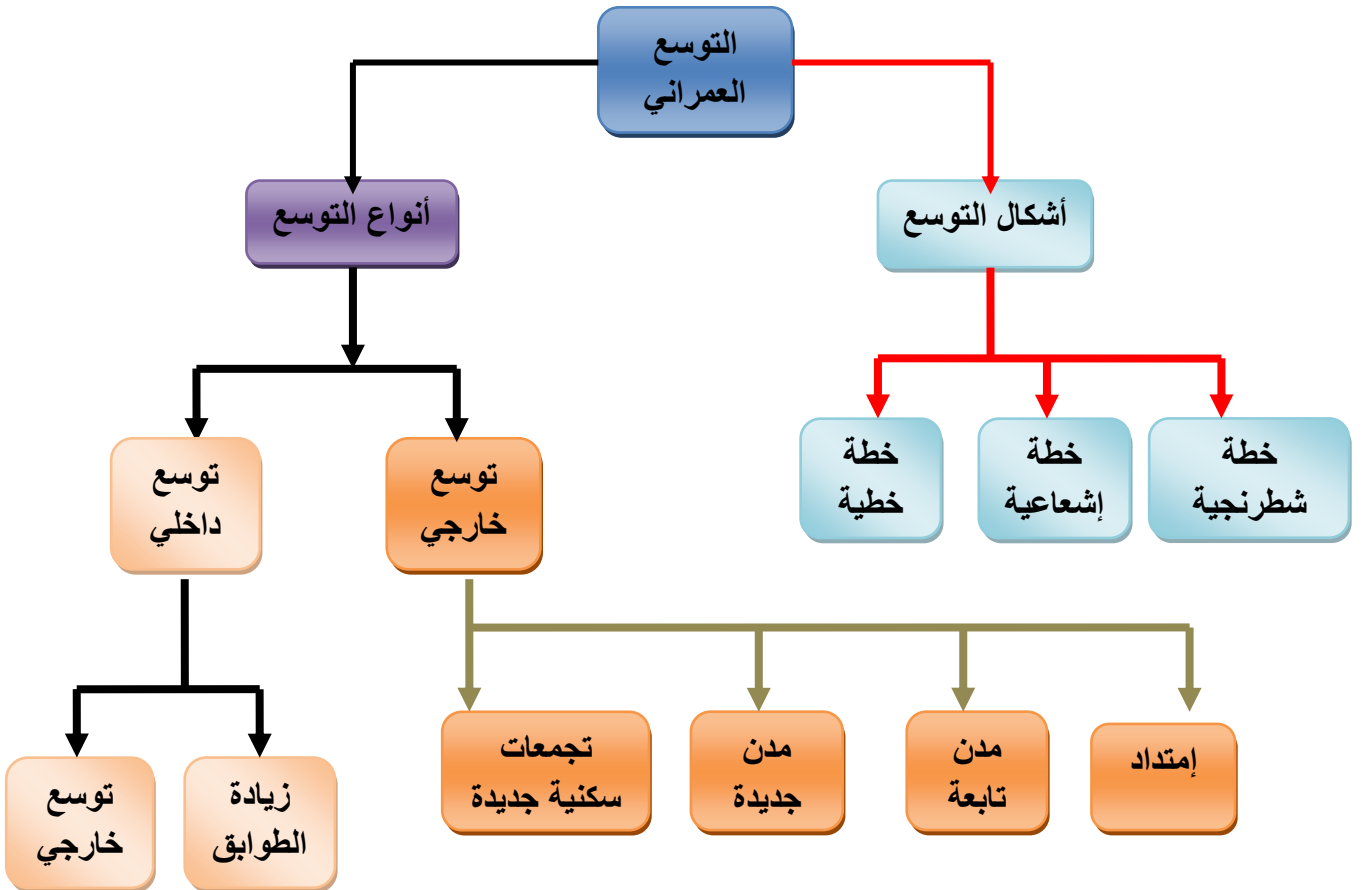 التوسع
العمراني
أشكال التوسع
أنواع التوسع
خطة
شطرنجية
خطة
إشعاعية
خطة
خطية
توسع
خارجي
توسع
داخلي
إمتداد
مدن
تابعة
مدن
جديدة
تجمعات
سكنية جديدة
زيادة
الطوابق
توسع
خارجي